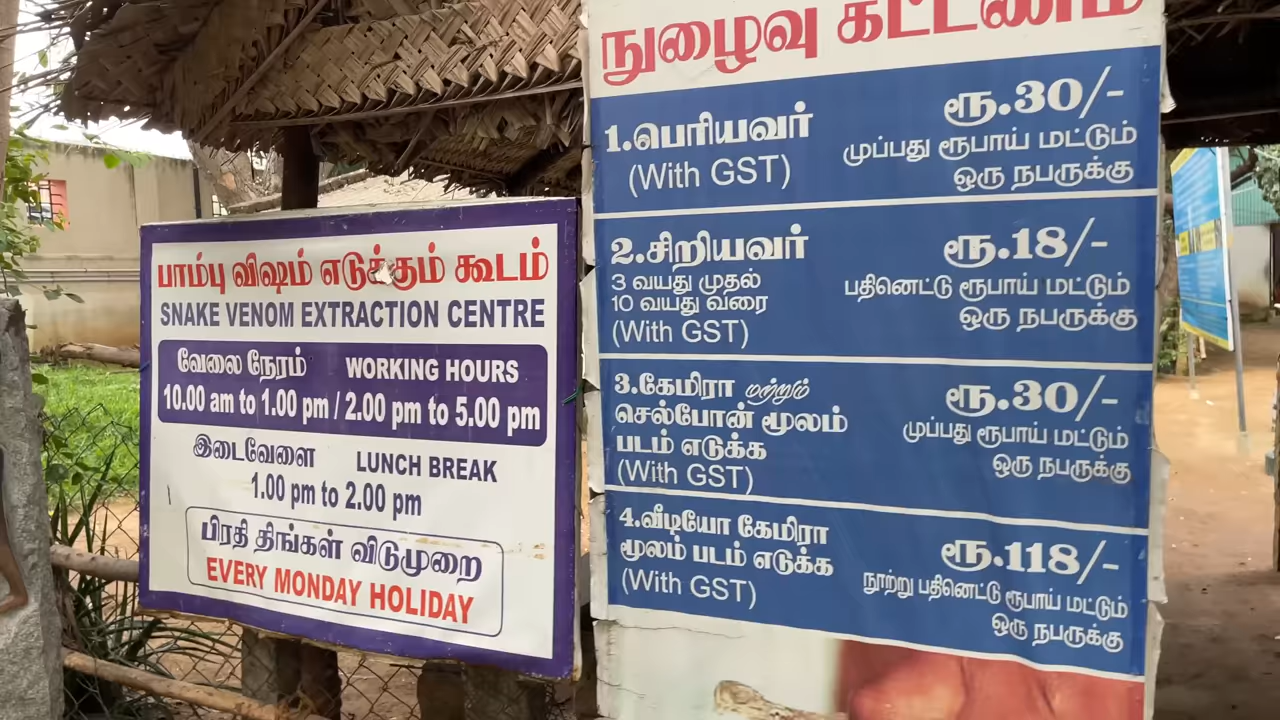 பாம்பு விஷம் எடுக்கும் கூடம்
SNAKE VENOM EXTRACTION CENTRE
வேலை நேரம் WORKING HOURS
10.00 am to 1.00 pm / 2.00 pm to 5.00 pm
இடைவேளை LUNCH BREAK
1.00 pm to 2.00 pm
பிரதி திங்கள் விடுமுறை
EVERY MONDAY HOLIDAY
நுழைவு கட்டணம்
1.பெரியவர் ரூ.30/-
(With GST) முப்பது ரூபாய் மட்டும்
ஒரு நபருக்கு
2.சிறியவர் ரூ.18/-
3 வயது முதல்
10 வயது வரை பதினெட்டு ரூபாய் மட்டும்
(With GST) ஒரு நபருக்கு
3.கேமிரா மற்றும் ரூ.30/-
செல்போன் மூலம் முப்பது ரூபாய் மட்டும்
படம் எடுக்க ஒரு நபருக்கு
(With GST)
4.வீடியோ கேமிரா ரூ.118/-
மூலம் படம் எடுக்க நூற்று பதினெட்டு ரூபாய் மட்டும்
(With GST) ஒரு நபருக்கு